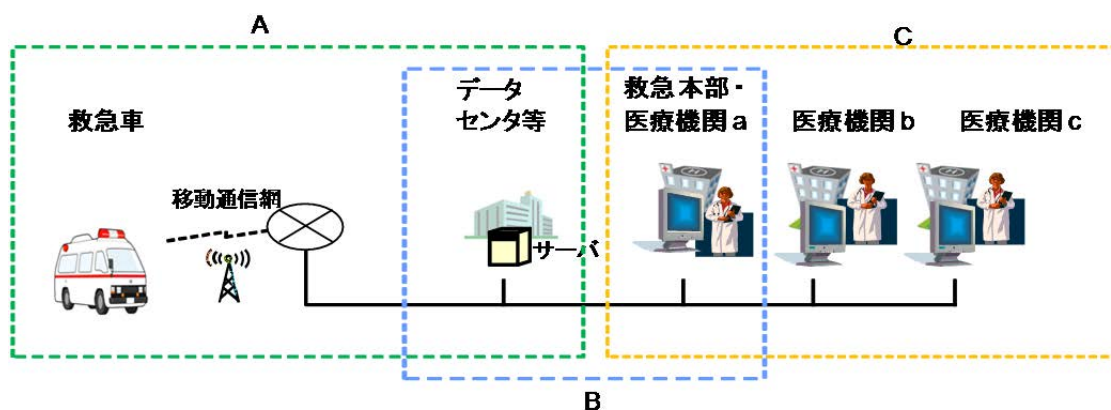 A
C
データ
センタ等
救急本部・
医療機関a
救急車
医療機関b
医療機関c
移動通信網
サーバ
B